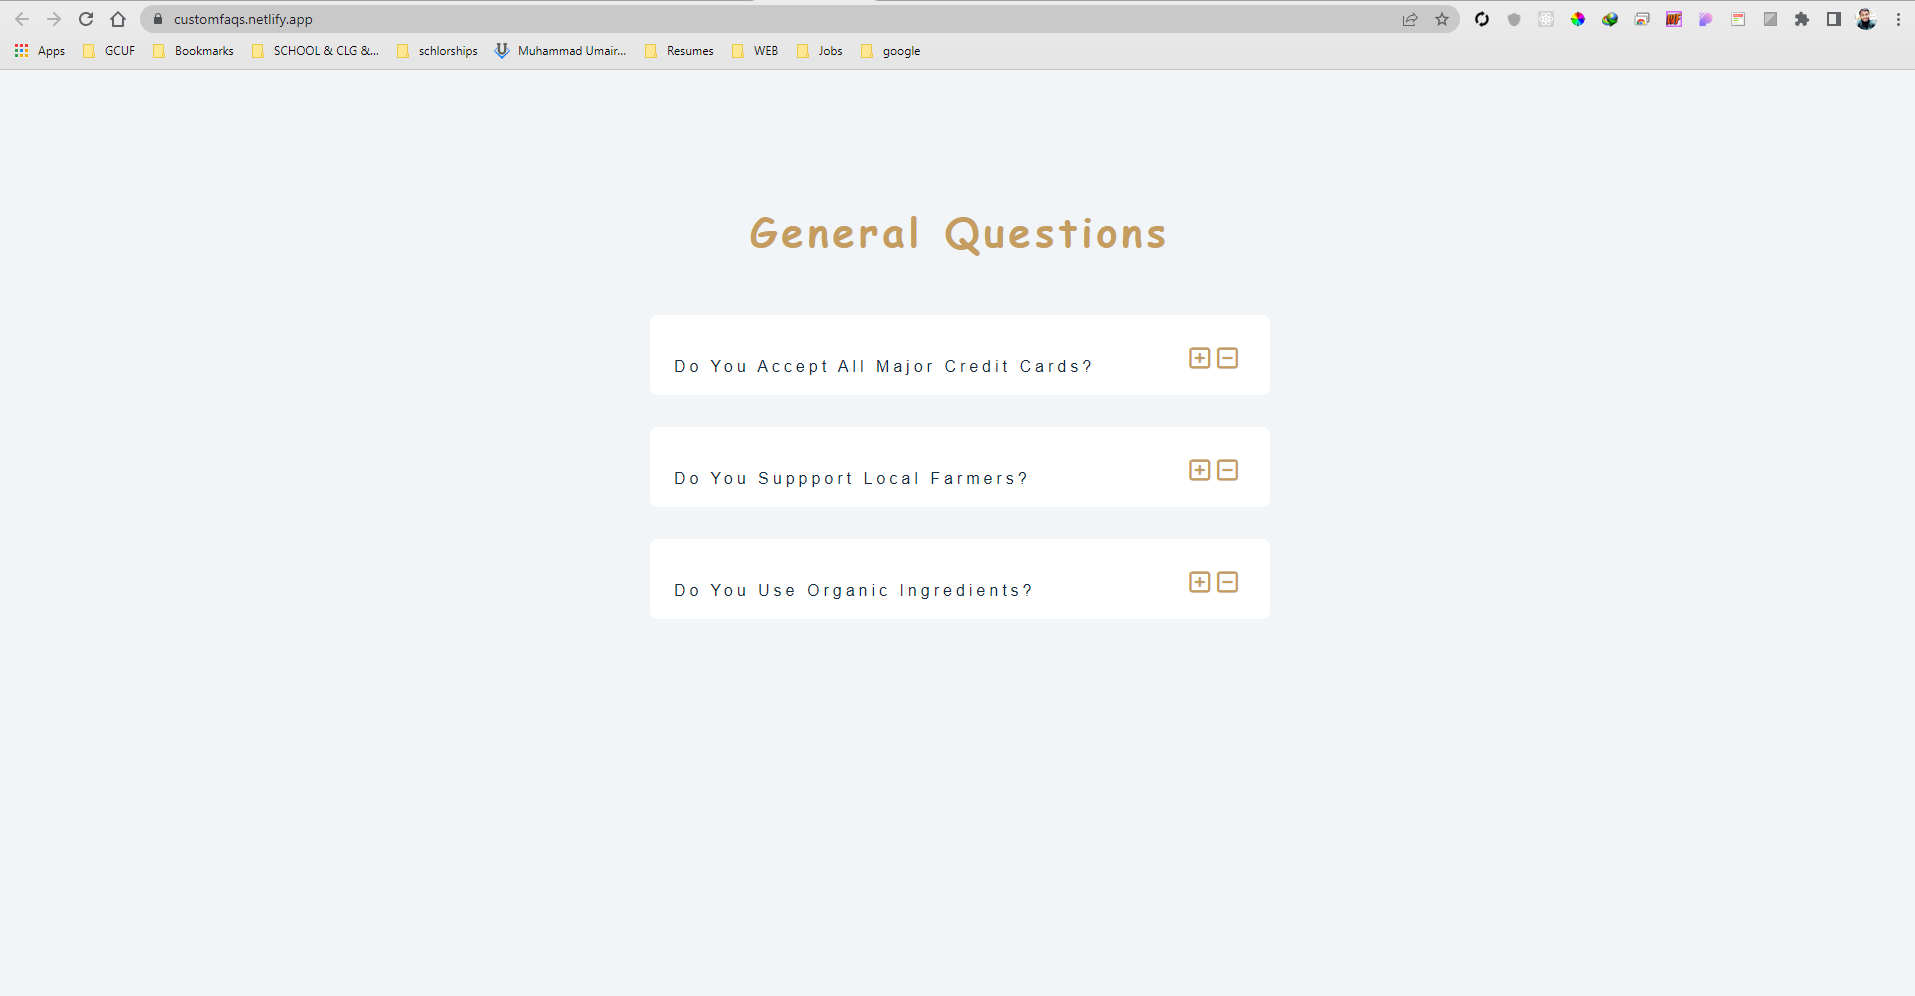 customfaqs.netlify.app
Apps GCUF Bookmarks SCHOOL & CLG &... schlorships Muhammad Umair... Resumes WEB Jobs google
General Questions
Do You Accept All Major Credit Cards?
Do You Suppport Local Farmers?
Do You Use Organic Ingredients?